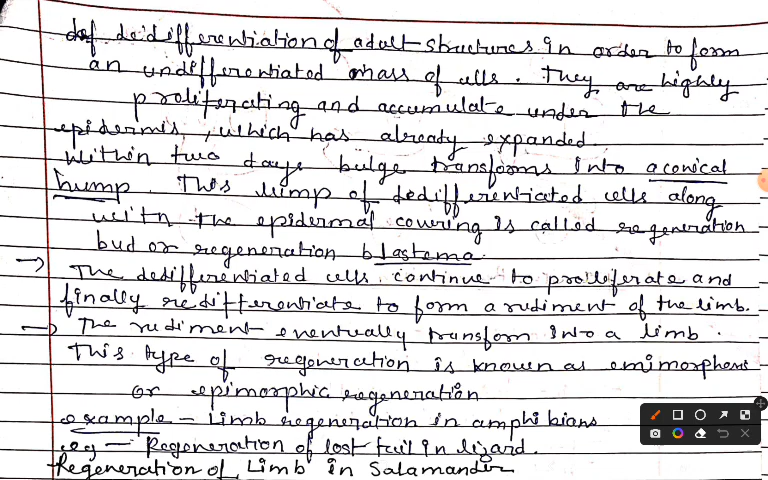 def dedifferentiation of adult structures in order to form
an undifferentiated mass of cells. They are highly
proliferating and accumulate under the
epidermis, which has already expanded.
Within two days bulge transforms into a conical
hump. This lump of dedifferentiated cells along
with the epidermal covering is called regeneration
bud or regeneration blastema
→ The dedifferentiated cells continue to proliferate and
finally redifferentiate to form a rudiment of the limb.
→ The rudiment eventually transform into a limb.
This type of regeneration is known as emimorphosis
or epimorphic regeneration
example - Limb regeneration in amphibians
eg - Regeneration of lost tail in lizard.
Regeneration of Limb in Salamander